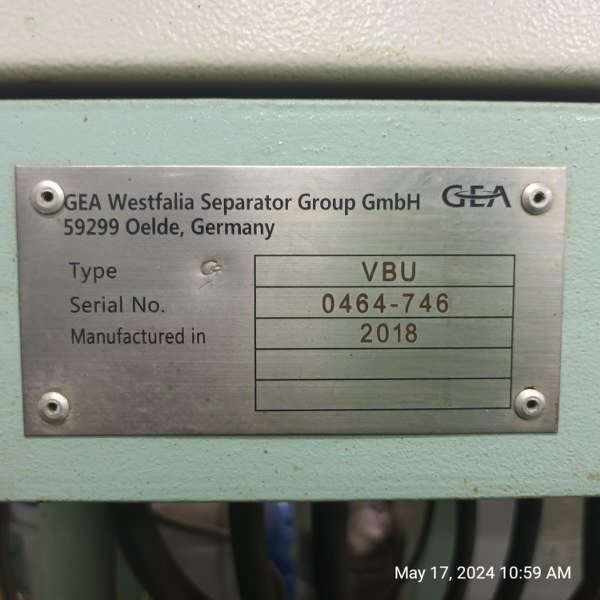 GEA Westfalia Separator Group GmbH GEA
59299 Oelde, Germany
Type VBU
Serial No. 0464-746
Manufactured in 2018
May 17, 2024 10:59 AM